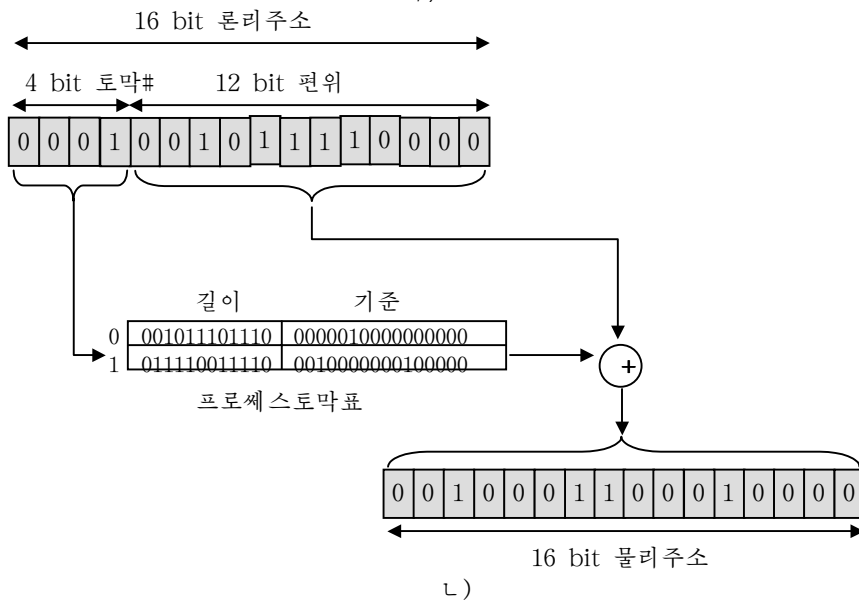 16 bit 론리주소
4 bit 토막# 12 bit 편위
0 0 0 1 0 0 1 0 1 1 1 1 0 0 0 0
길이 기준
0 001011101110 0000010000000000
1 011110011110 0010000000100000
+
프로쎄스토막표
0 0 1 0 0 0 1 1 0 0 0 1 0 0 0 0
16 bit 물리주소
ㄴ)